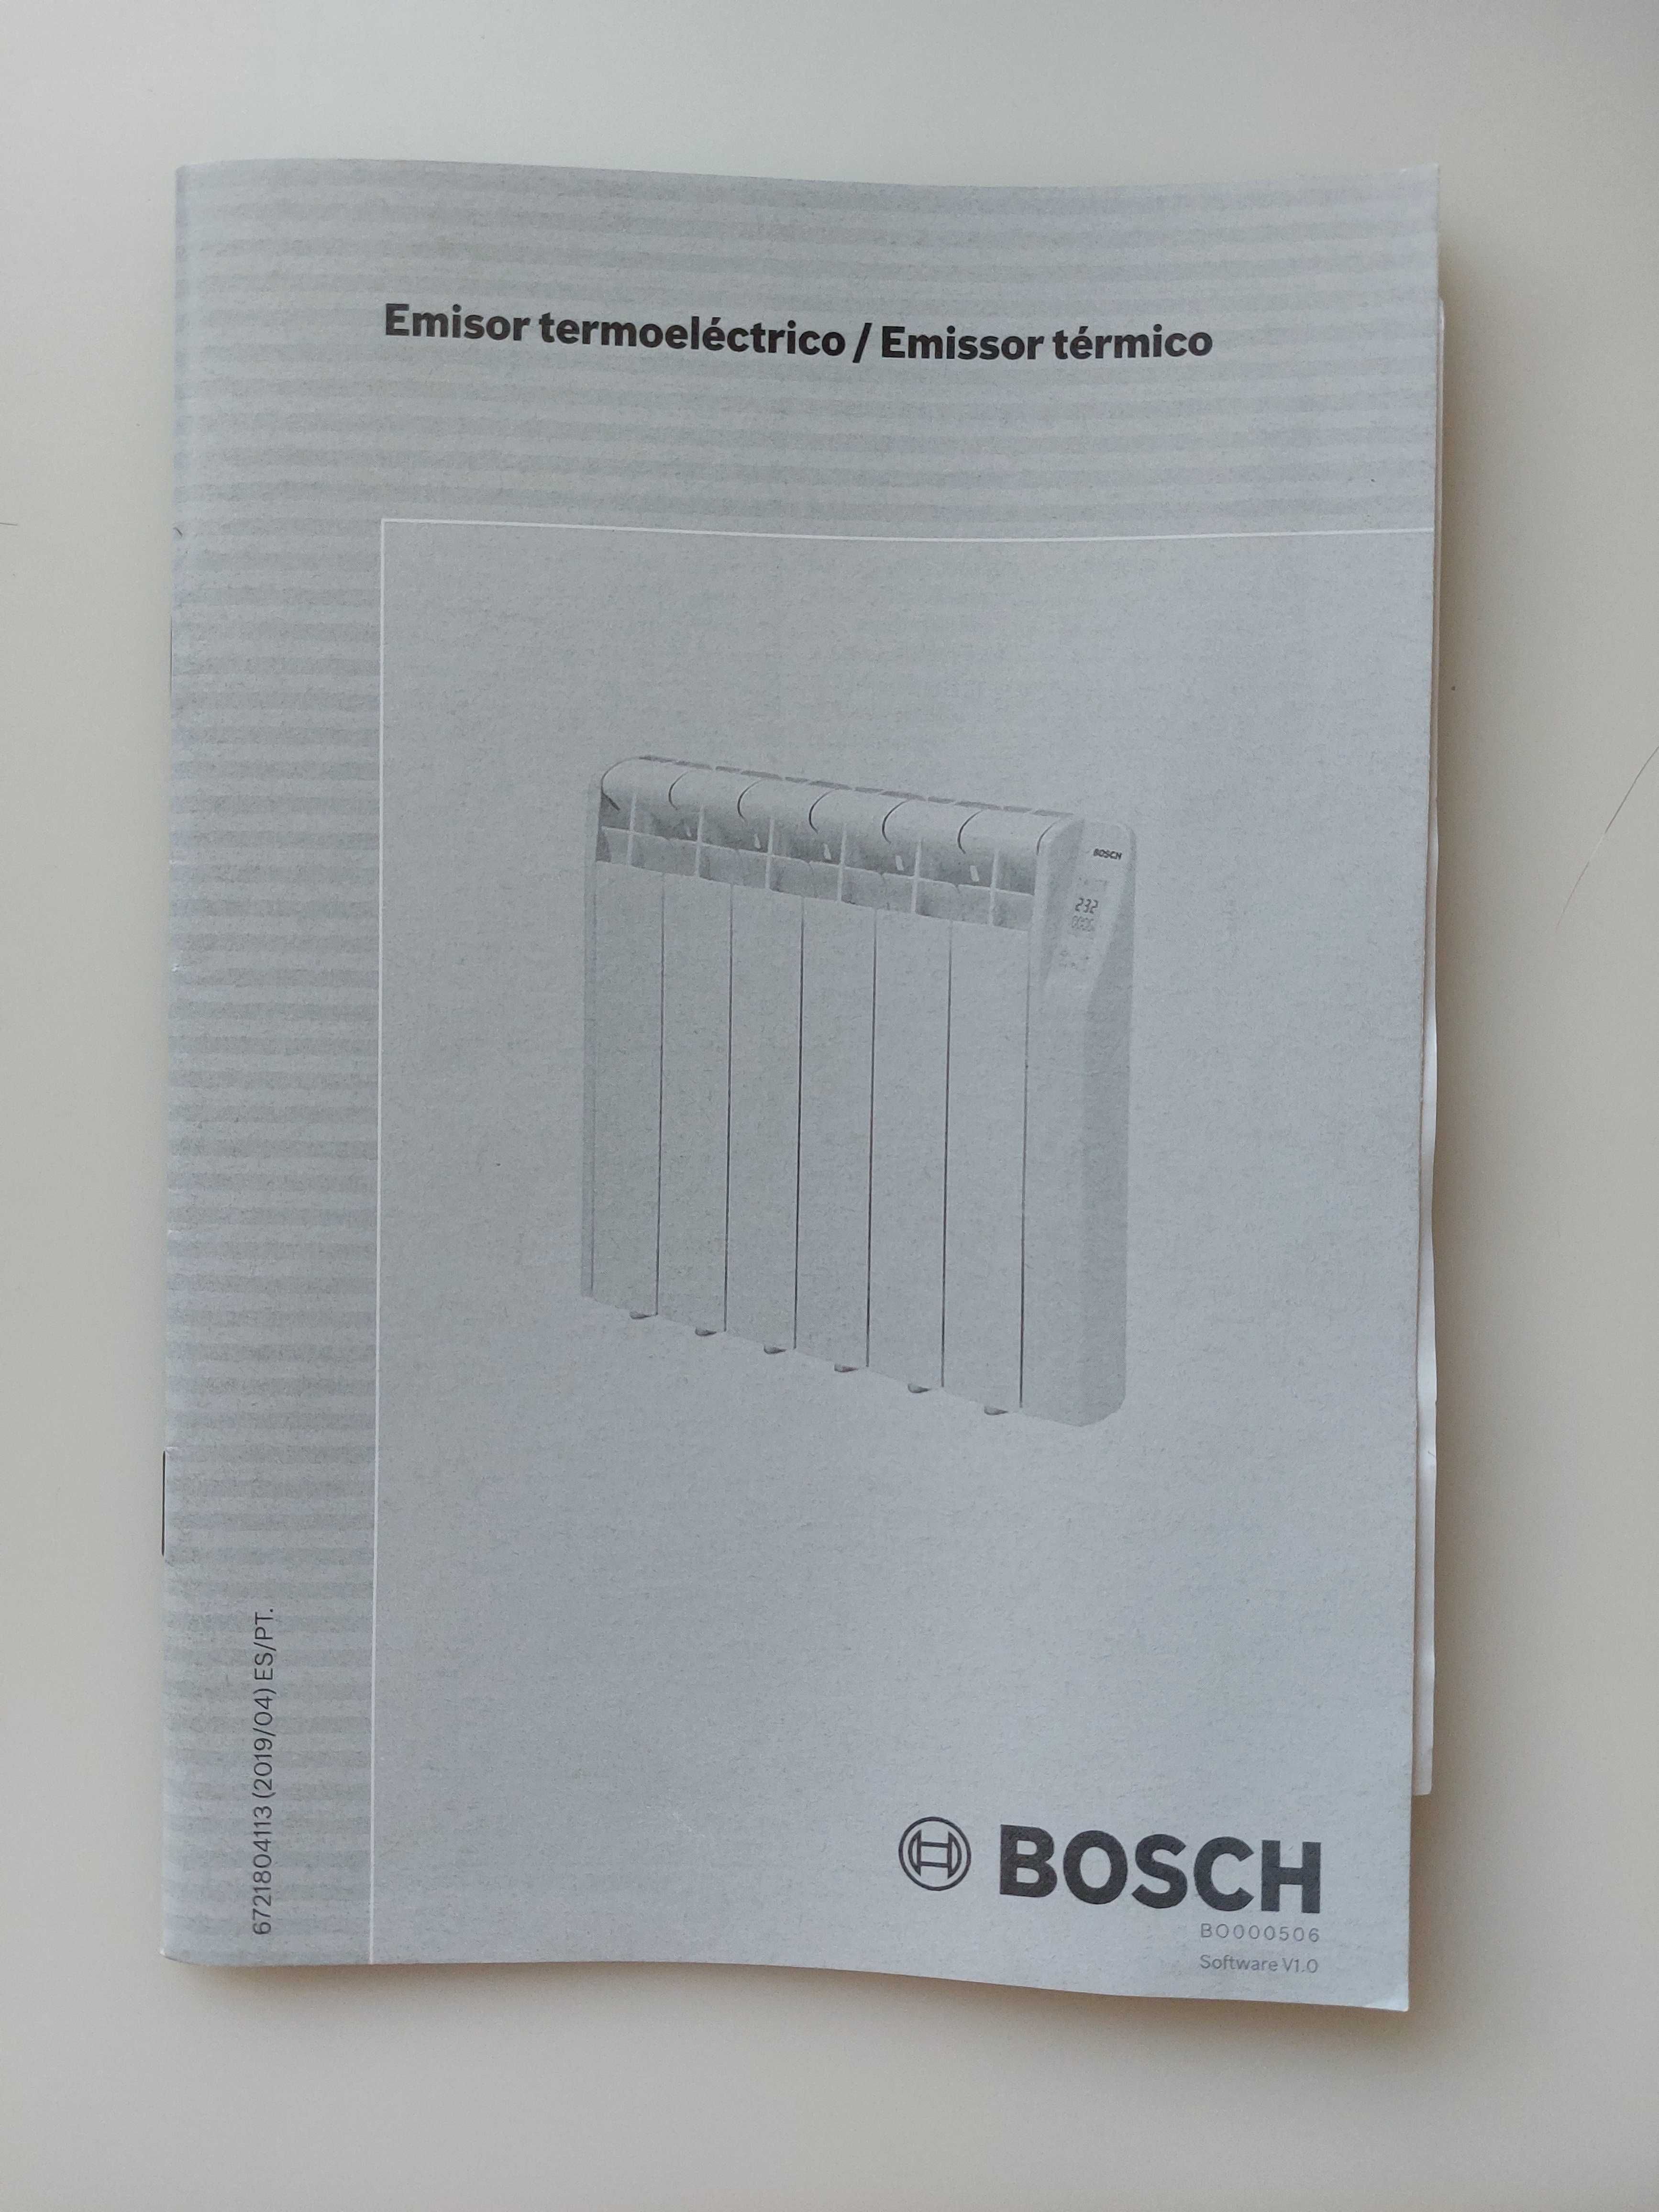 Emisor termoeléctrico / Emissor térmico
BOSCH
232
6721804113 (2019/04) ES/PT.
BOSCH
BO000506
Software V1.0